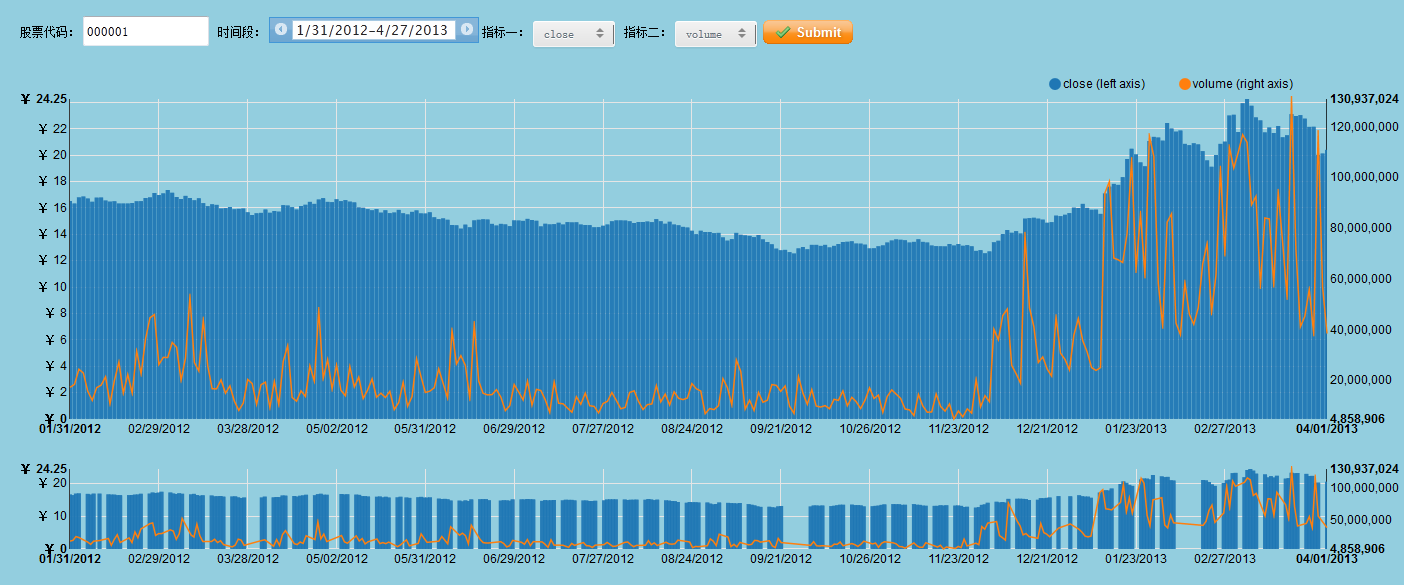 股票代码： 000001 时间段： 1/31/2012-4/27/2013 指标一： close 指标二： volume Submit
close (left axis) volume (right axis)
¥ 24.25 130,937,024
¥ 22 120,000,000
¥ 20
¥ 18 100,000,000
¥ 16
¥ 14 80,000,000
¥ 12 60,000,000
¥ 10
¥ 8
¥ 6 40,000,000
¥ 4 20,000,000
¥ 2
¥ 0 4,858,906
01/31/2012 02/29/2012 03/28/2012 05/02/2012 05/31/2012 06/29/2012 07/27/2012 08/24/2012 09/21/2012 10/26/2012 11/23/2012 12/21/2012 01/23/2013 02/27/2013 04/01/2013
¥ 24.25 130,937,024
¥ 20 100,000,000
¥ 10 50,000,000
¥ 0 4,858,906
01/31/2012 02/29/2012 03/28/2012 05/02/2012 05/31/2012 06/29/2012 07/27/2012 08/24/2012 09/21/2012 10/26/2012 11/23/2012 12/21/2012 01/23/2013 02/27/2013 04/01/2013